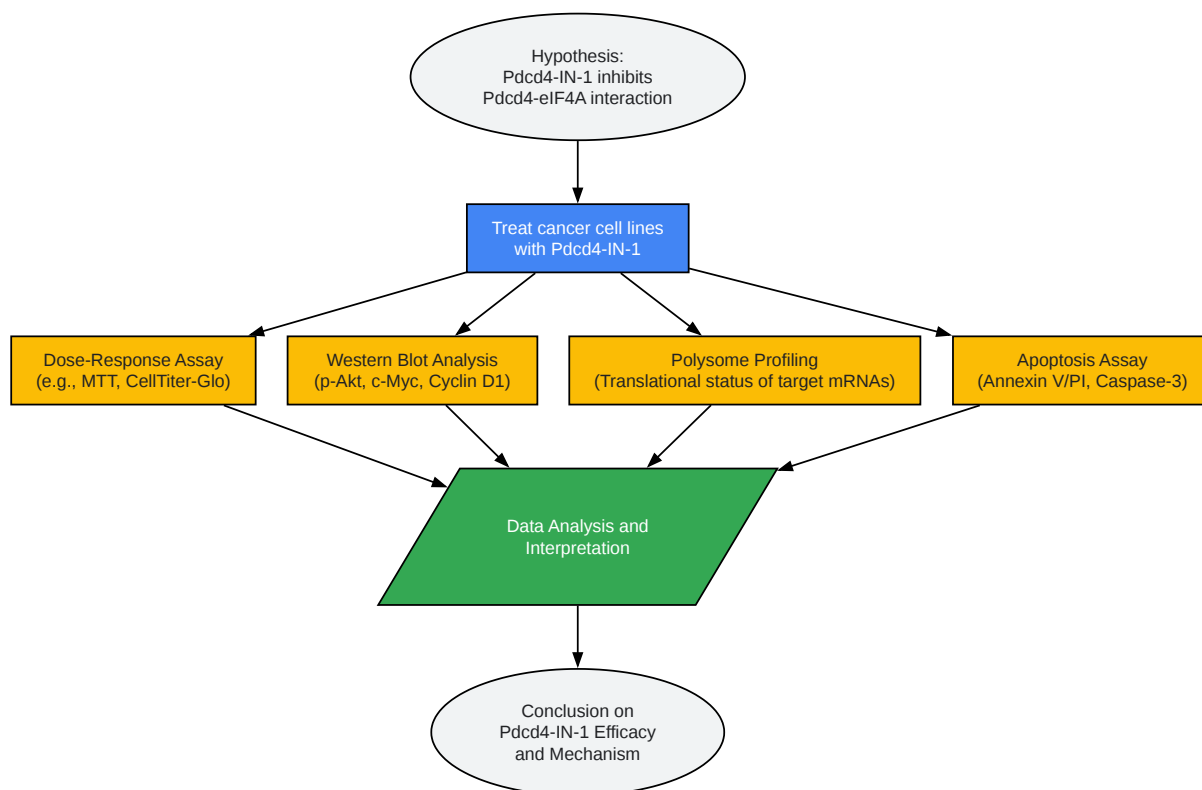 Hypothesis:
Pdcd4-IN-1 inhibits
Pdcd4-eIF4A interaction
Treat cancer cell lines
with Pdcd4-IN-1
Dose-Response Assay
(e.g., MTT, CellTiter-Glo)
Western Blot Analysis
(p-Akt, c-Myc, Cyclin D1)
Polysome Profiling
(Translational status of target mRNAs)
Apoptosis Assay
(Annexin V/PI, Caspase-3)
Data Analysis and
Interpretation
Conclusion on
Pdcd4-IN-1 Efficacy
and Mechanism